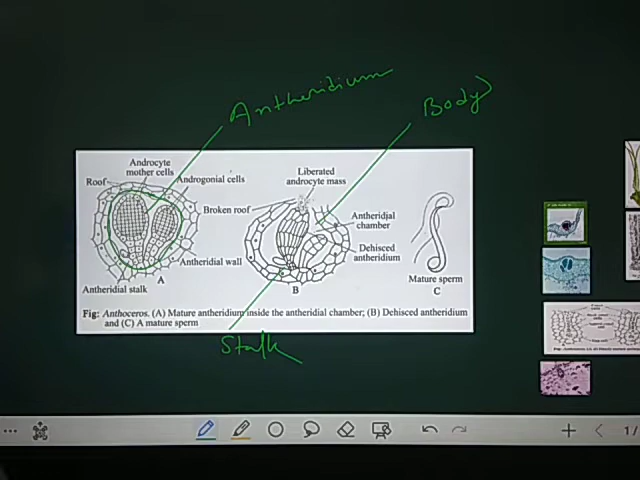 Antheridium
Body
Androcyte
mother cells
Roof
Androgonial cells
Antheridial wall
Antheridial stalk
A
Liberated
androcyte mass
Broken roof
Antheridial
chamber
Dehisced
antheridium
B
Mature sperm
C
Fig: Anthoceros. (A) Mature antheridium inside the antheridial chamber; (B) Dehisced antheridium
and (C) A mature sperm
Stalk
1/